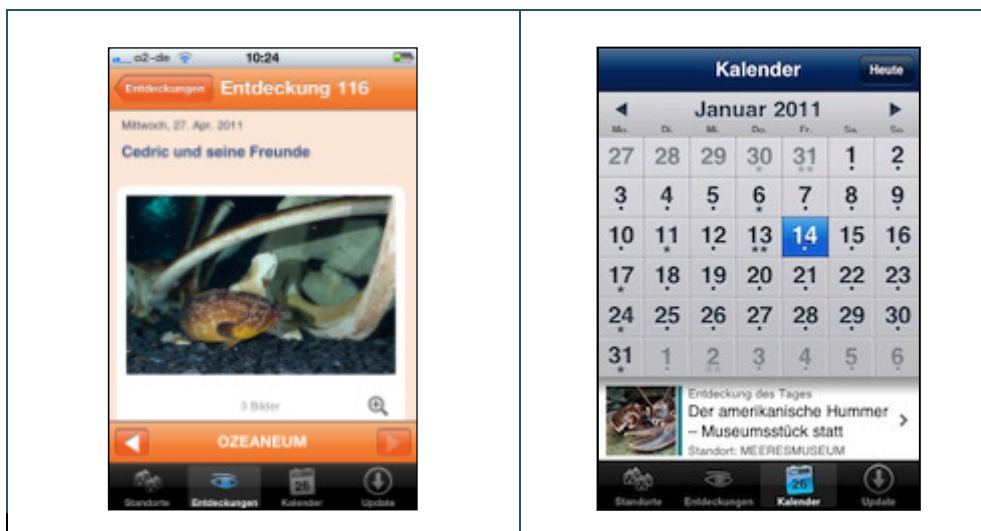 o2-de 10:24
Entdeckungen Entdeckung 116
Mittwoch, 27. Apr. 2011
Cedric und seine Freunde
3 Bilder
OZEANEUM
Standorte Entdeckungen Kalender Update
26
Kalender Heute
Januar 2011
Mo. Di. Mi. Do. Fr. Sa. So.
27 28 29 30 31 1 2
3 4 5 6 7 8 9
10 11 12 13 14 15 16
17 18 19 20 21 22 23
24 25 26 27 28 29 30
31 1 2 3 4 5 6
Entdeckung des Tages
Der amerikanische Hummer
– Museumsstück statt
Standort: MEERESMUSEUM
26
Standorte Entdeckungen Kalender Update